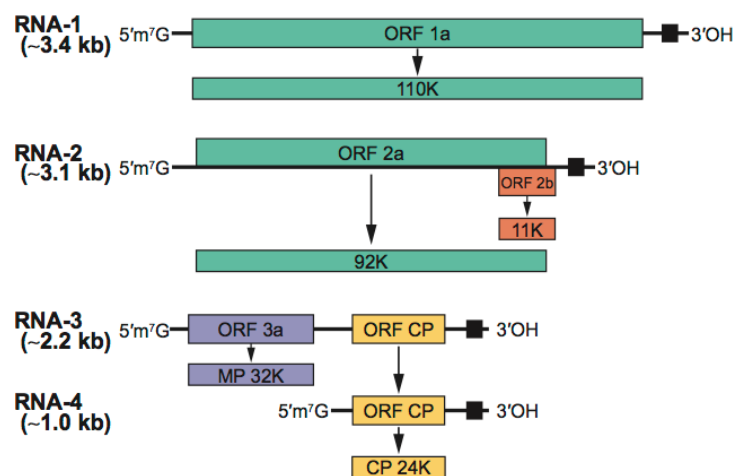 RNA-1
(~3.4 kb)
5′m⁷G
ORF 1a
3′OH
110K
RNA-2
(~3.1 kb)
5′m⁷G
ORF 2a
3′OH
ORF 2b
11K
92K
RNA-3
(~2.2 kb)
5′m⁷G
ORF 3a
ORF CP
3′OH
MP 32K
RNA-4
(~1.0 kb)
5′m⁷G
ORF CP
3′OH
CP 24K